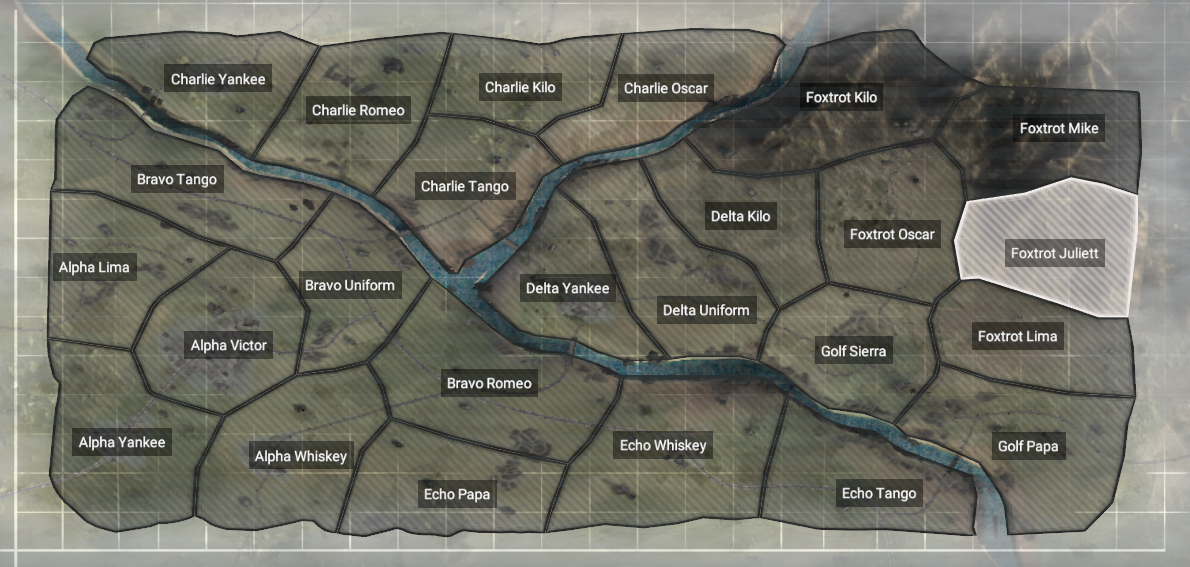 Charlie Yankee
Charlie Romeo
Charlie Kilo
Charlie Oscar
Foxtrot Kilo
Foxtrot Mike
Bravo Tango
Charlie Tango
Delta Kilo
Foxtrot Oscar
Foxtrot Juliett
Alpha Lima
Bravo Uniform
Delta Yankee
Delta Uniform
Alpha Victor
Golf Sierra
Foxtrot Lima
Bravo Romeo
Alpha Yankee
Alpha Whiskey
Echo Whiskey
Golf Papa
Echo Papa
Echo Tango